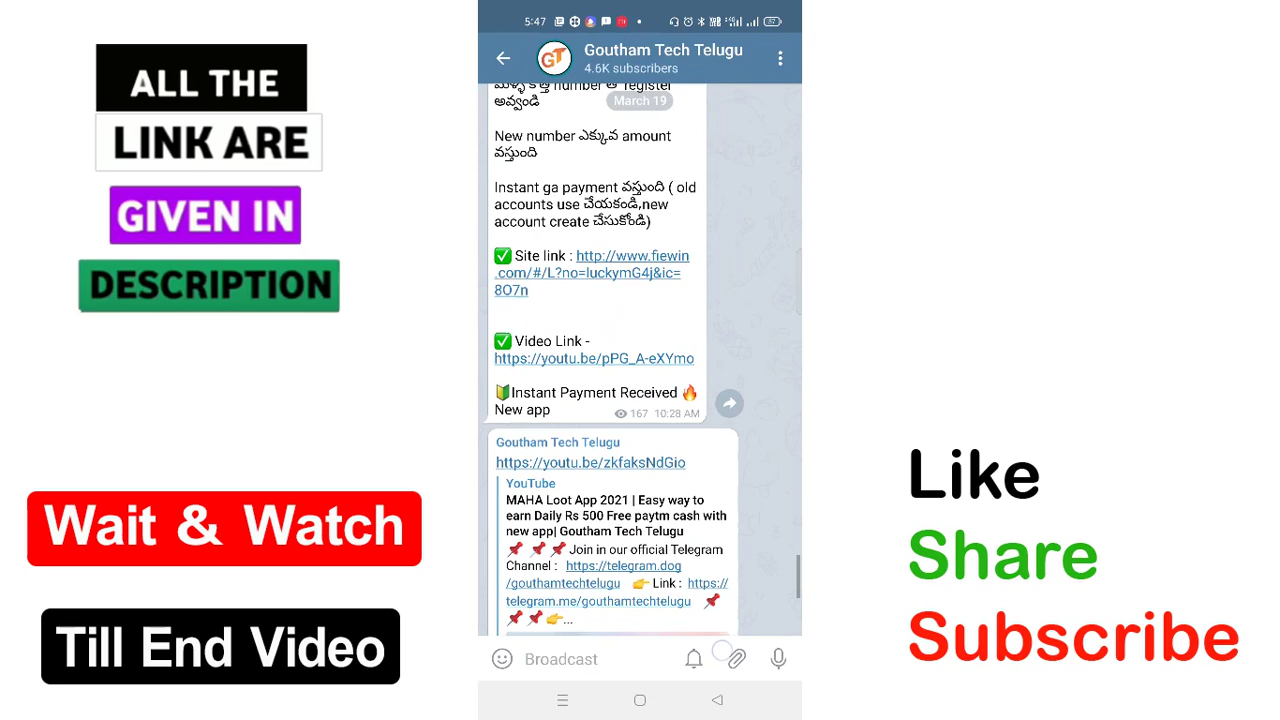 ALL THE
LINK ARE
GIVEN IN
DESCRIPTION
Wait & Watch
Till End Video
5:47
Goutham Tech Telugu
4.6K subscribers
number తో register
అవ్వండి
March 19
New number ఎక్కువ amount
వస్తుంది
Instant ga payment వస్తుంది ( old
accounts use చేయకండి,new
account create చేసుకోండి)
✅ Site link : http://www.fiewin
.com/#/L?no=luckymG4j&ic=
8O7n
✅ Video Link -
https://youtu.be/pPG_A-eXYmo
🔰Instant Payment Received 🔥
New app
167 10:28 AM
Goutham Tech Telugu
https://youtu.be/zkfaksNdGio
YouTube
MAHA Loot App 2021 | Easy way to
earn Daily Rs 500 Free paytm cash with
new app| Goutham Tech Telugu
📌 📌 📌 Join in our official Telegram
Channel : https://telegram.dog
/gouthamtechtelugu 👉 Link : https://
telegram.me/gouthamtechtelugu 📌
📌 📌 👉...
Broadcast
Like
Share
Subscribe